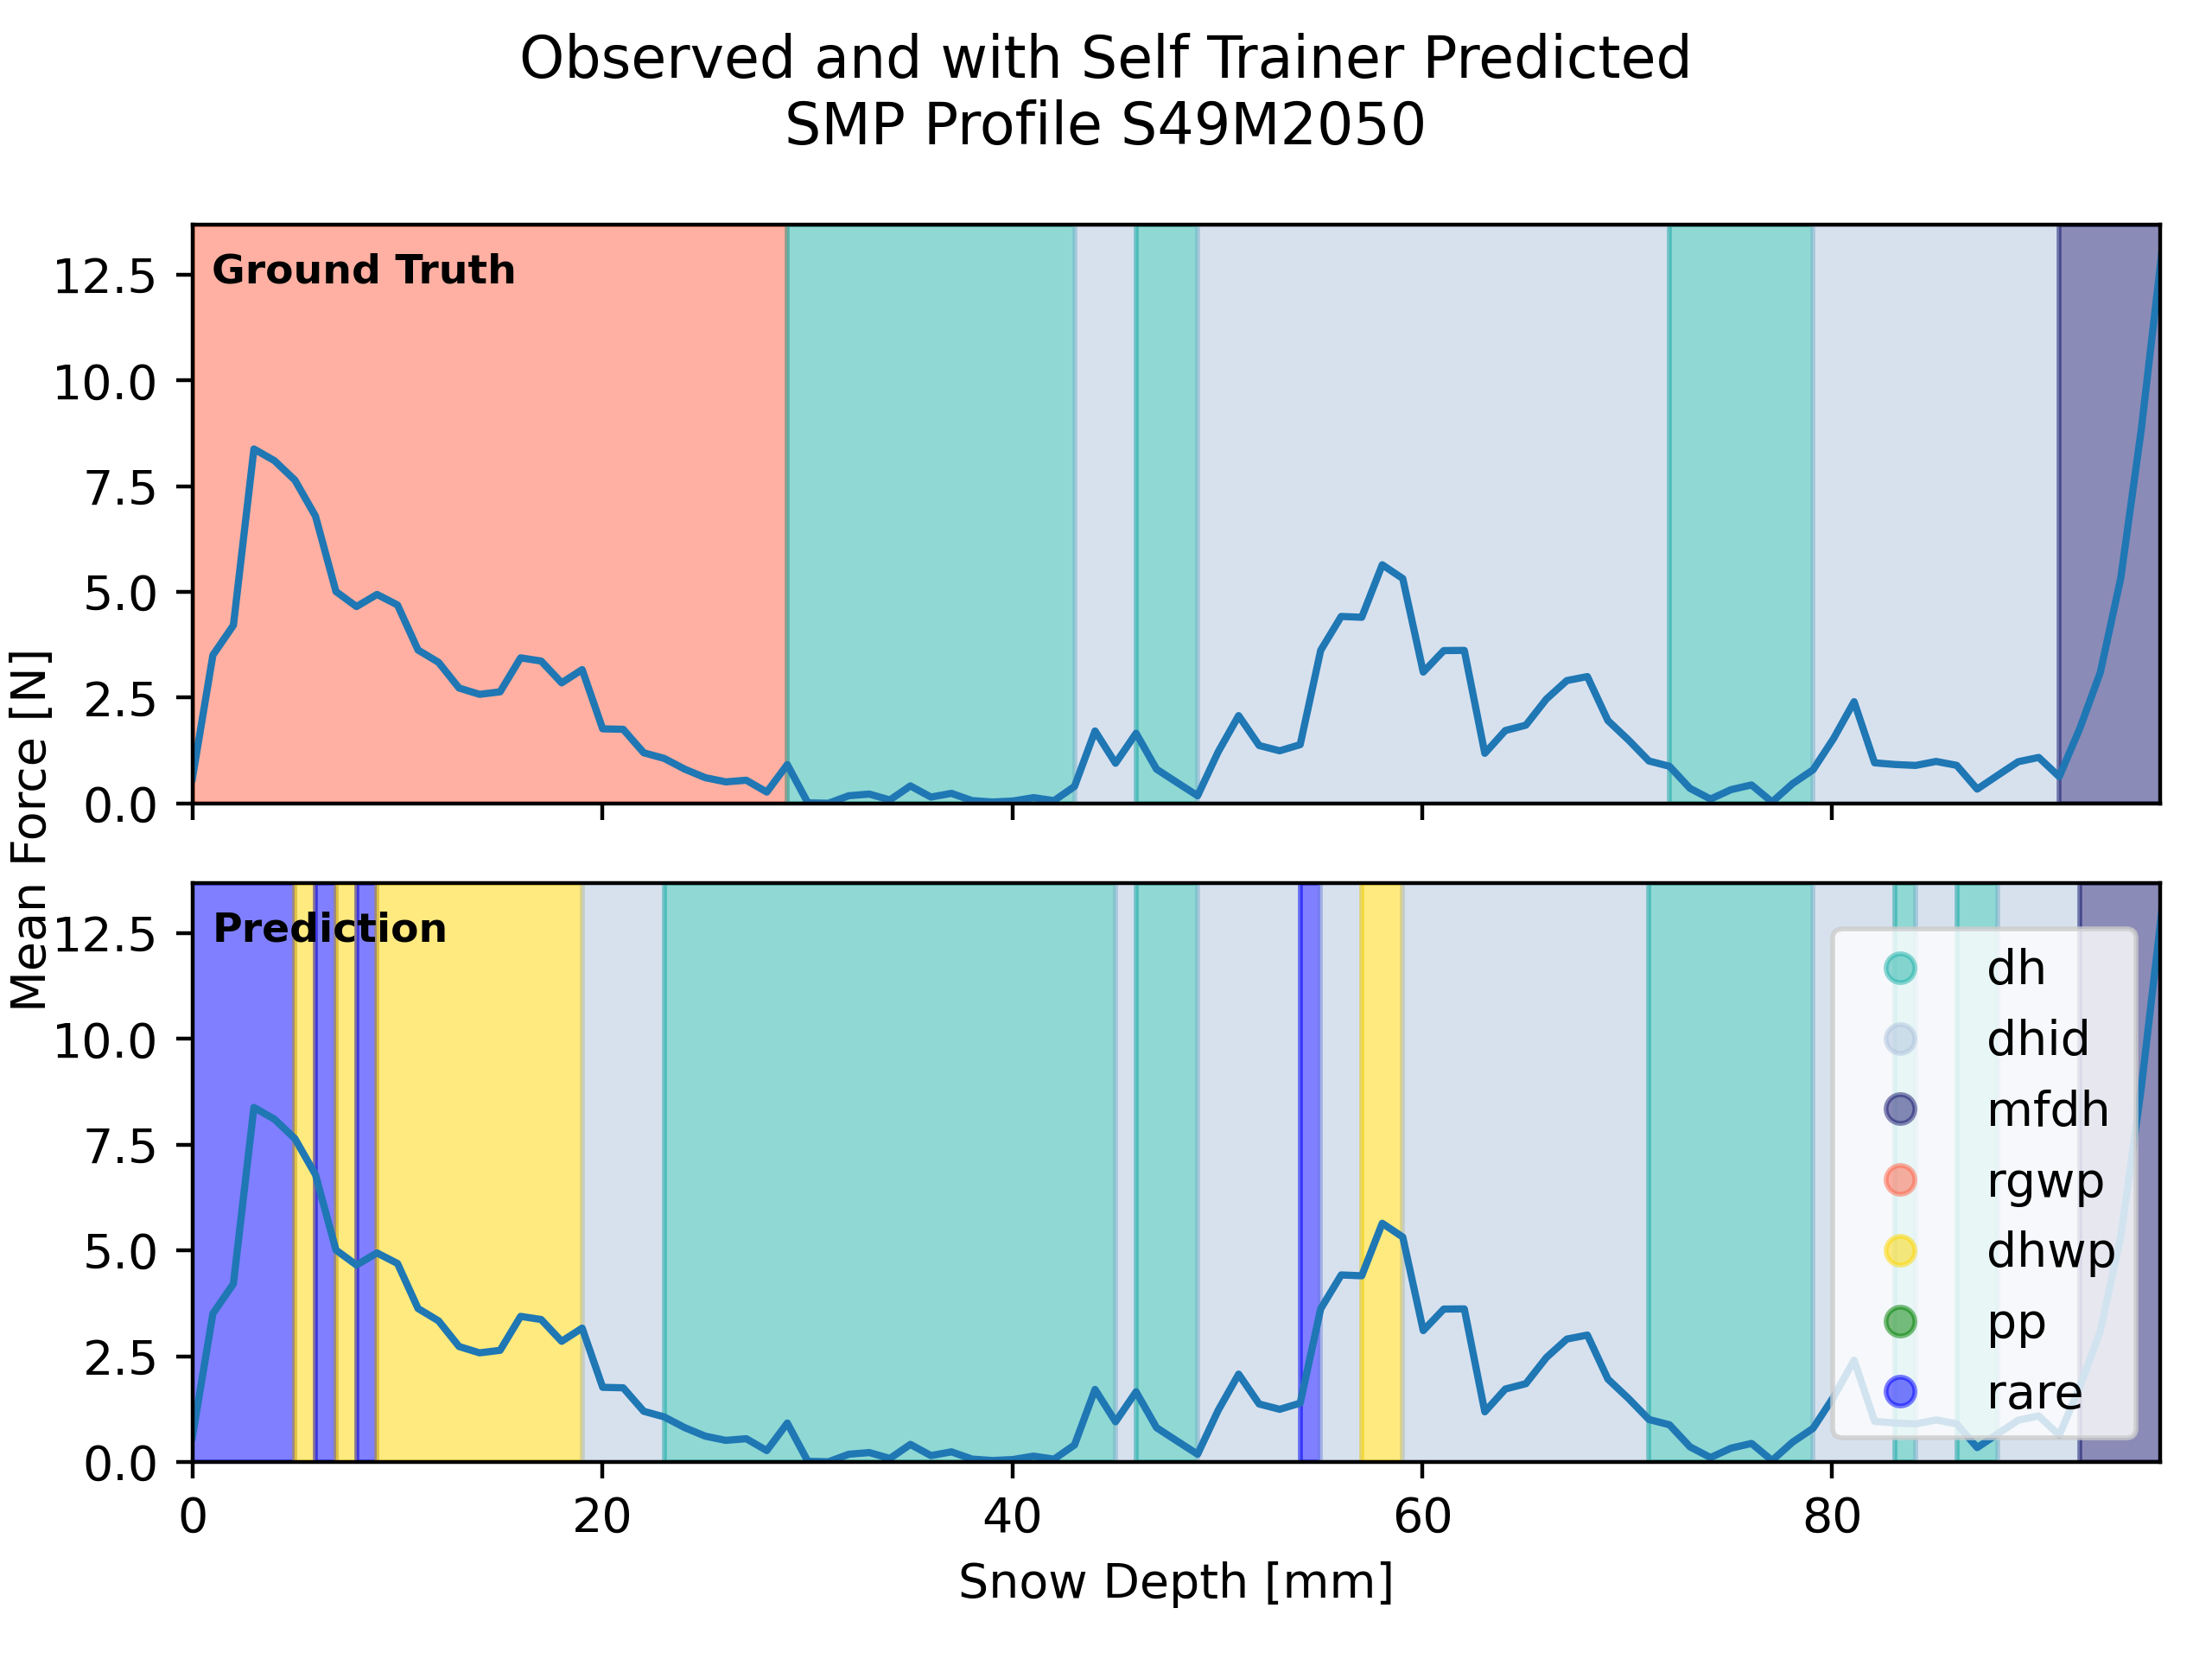 Observed and with Self Trainer Predicted
SMP Profile S49M2050
Mean Force [N]
Ground Truth
12.5
10.0
7.5
5.0
2.5
0.0
Prediction
12.5
10.0
7.5
5.0
2.5
0.0
dh
dhid
mfdh
rgwp
dhwp
pp
rare
0 20 40 60 80
Snow Depth [mm]